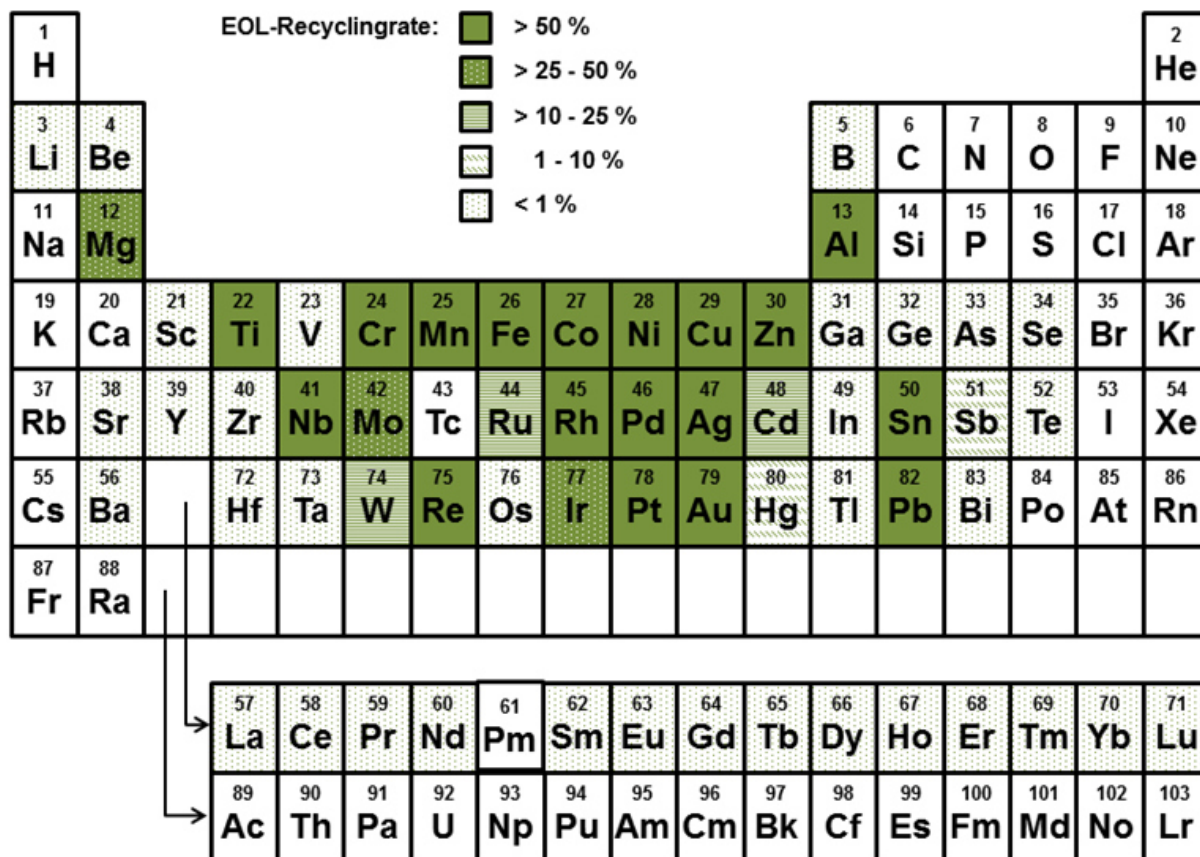 EOL-Recyclingrate:
> 50 %
> 25 - 50 %
> 10 - 25 %
1 - 10 %
< 1 %
1 2
H He
3 4 5 6 7 8 9 10
Li Be B C N O F Ne
11 12 13 14 15 16 17 18
Na Mg Al Si P S Cl Ar
19 20 21 22 23 24 25 26 27 28 29 30 31 32 33 34 35 36
K Ca Sc Ti V Cr Mn Fe Co Ni Cu Zn Ga Ge As Se Br Kr
37 38 39 40 41 42 43 44 45 46 47 48 49 50 51 52 53 54
Rb Sr Y Zr Nb Mo Tc Ru Rh Pd Ag Cd In Sn Sb Te I Xe
55 56 72 73 74 75 76 77 78 79 80 81 82 83 84 85 86
Cs Ba Hf Ta W Re Os Ir Pt Au Hg Tl Pb Bi Po At Rn
87 88
Fr Ra
57 58 59 60 61 62 63 64 65 66 67 68 69 70 71
La Ce Pr Nd Pm Sm Eu Gd Tb Dy Ho Er Tm Yb Lu
89 90 91 92 93 94 95 96 97 98 99 100 101 102 103
Ac Th Pa U Np Pu Am Cm Bk Cf Es Fm Md No Lr